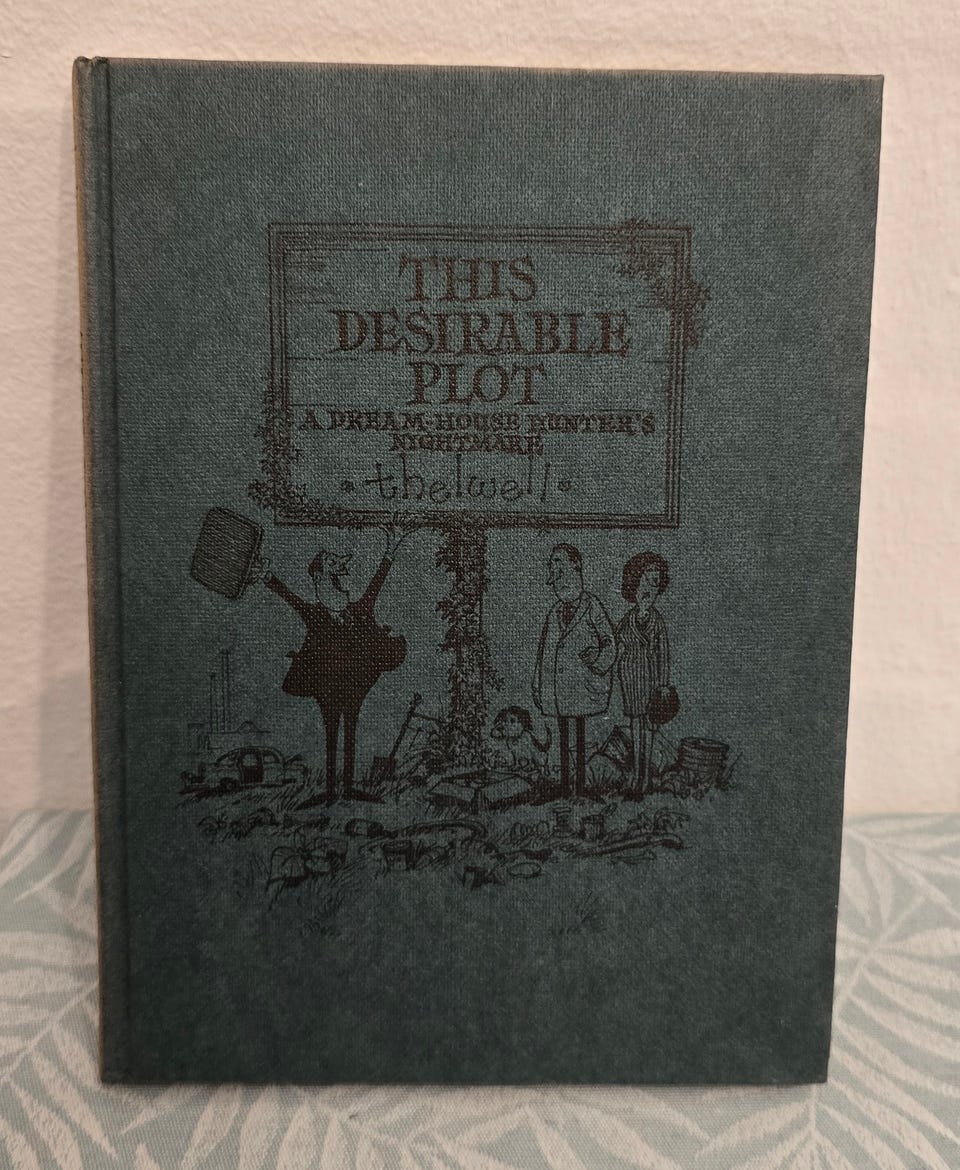 THIS
DESIRABLE
PLOT
A DREAM-HOUSE HUNTER'S
NIGHTMARE
thelwell